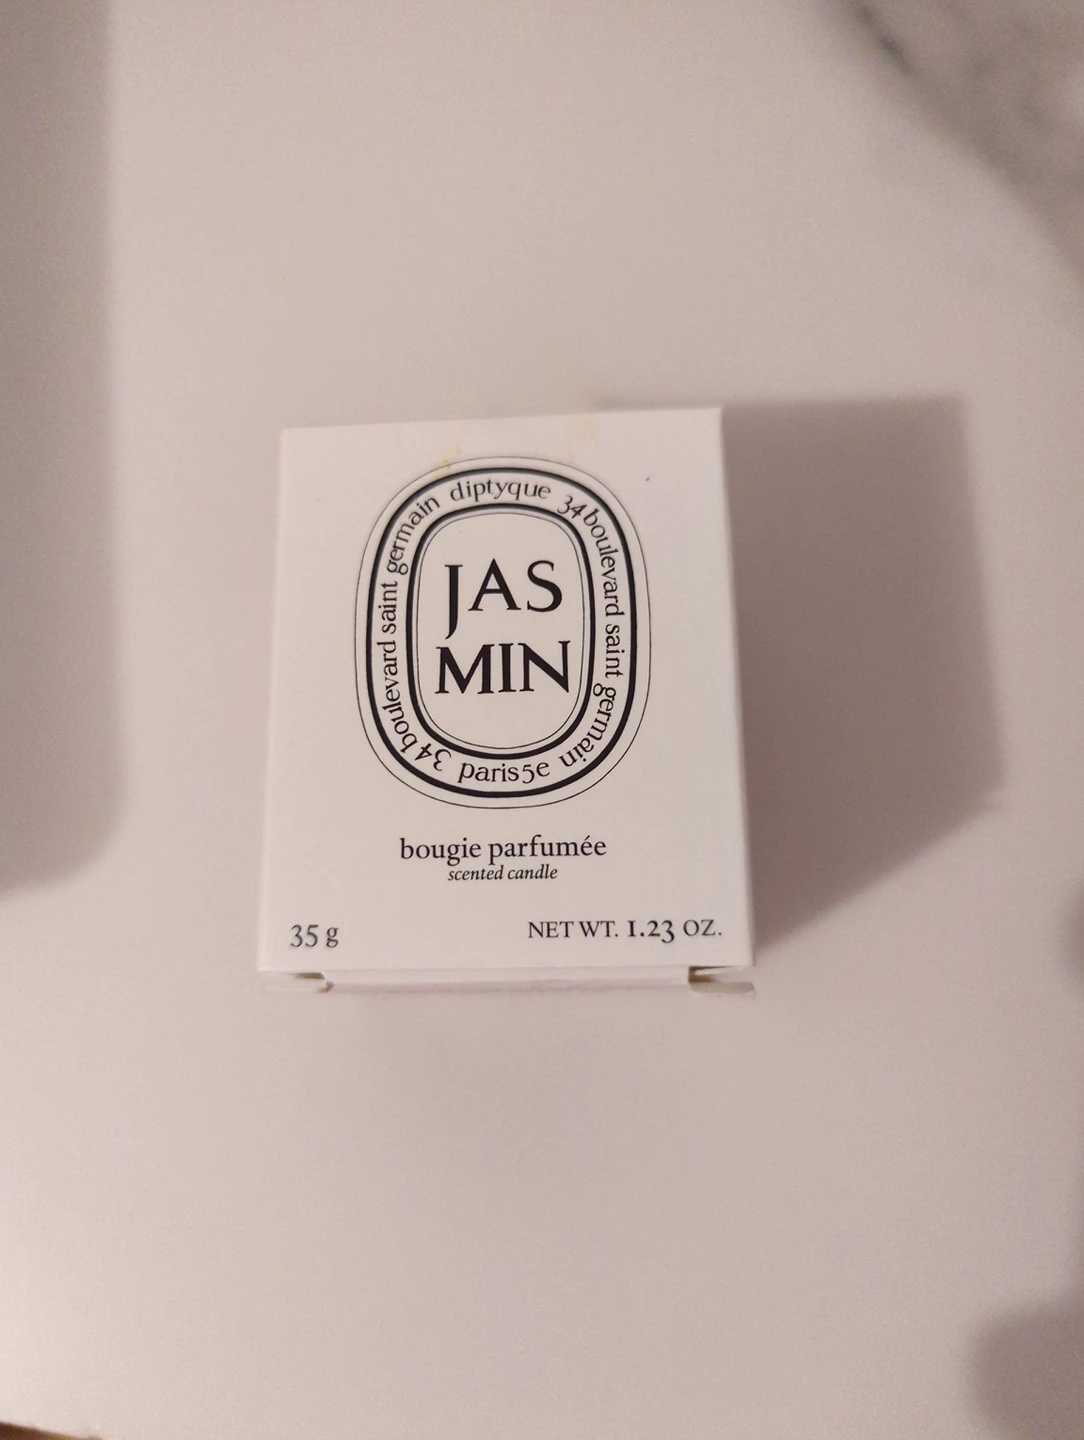 diptyque
34 boulevard saint germain
paris 5e
34 boulevard saint germain
JAS
MIN
bougie parfumée
scented candle
35 g
NET WT. 1.23 OZ.